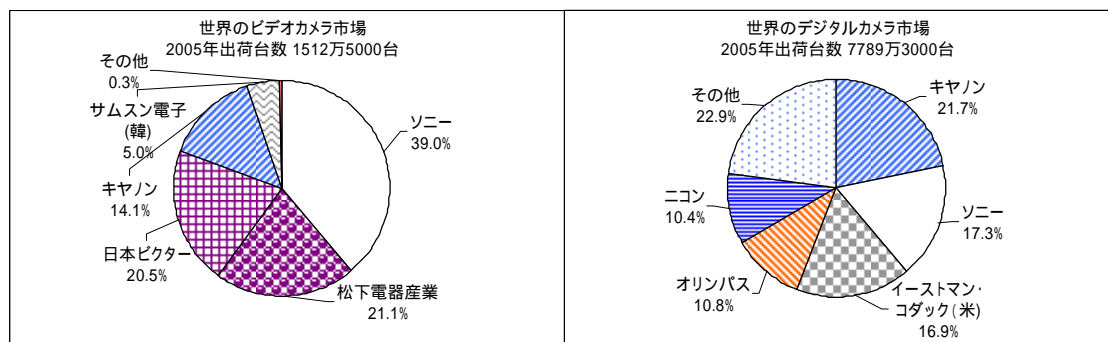 世界のビデオカメラ市場
2005年出荷台数 1512万5000台
その他
0.3%
サムスン電子
(韓)
5.0%
キヤノン
14.1%
日本ビクター
20.5%
松下電器産業
21.1%
ソニー
39.0%
世界のデジタルカメラ市場
2005年出荷台数 7789万3000台
キヤノン
21.7%
ソニー
17.3%
イーストマン・
コダック(米)
16.9%
オリンパス
10.8%
ニコン
10.4%
その他
22.9%